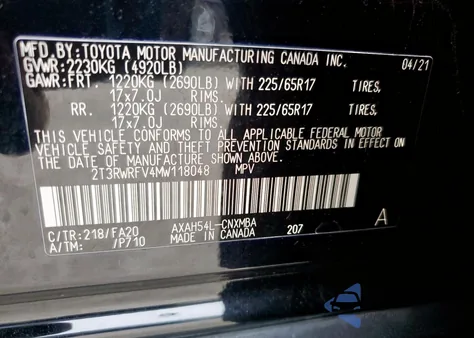 MFD. BY: TOYOTA MOTOR MANUFACTURING CANADA INC.
GVWR: 2230KG (4920LB) 04/21
GAWR: FRT. 1220KG (2690LB) WITH 225/65R17 TIRES,
17x7.0J RIMS.
RR. 1220KG (2690LB) WITH 225/65R17 TIRES,
17x7.0J RIMS.
THIS VEHICLE CONFORMS TO ALL APPLICABLE FEDERAL MOTOR
VEHICLE SAFETY AND THEFT PREVENTION STANDARDS IN EFFECT ON
THE DATE OF MANUFACTURE SHOWN ABOVE.
2T3RWRFV4MW118048 MPV
C/TR: 218/FA20 AXAH54L-CNXMBA A
A/TM: /P710 MADE IN CANADA 207